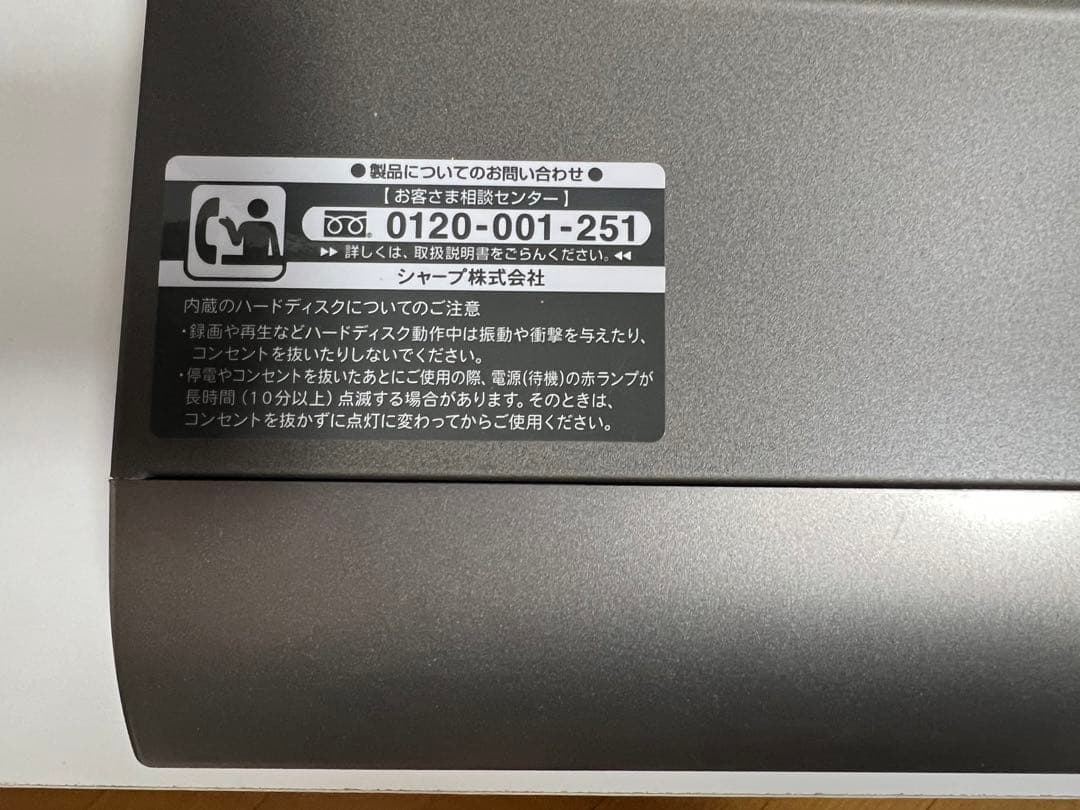 ●製品についてのお問い合わせ●
【お客さま相談センター】
0120-001-251
▶▶ 詳しくは、取扱説明書をごらんください。◀◀
シャープ株式会社
内蔵のハードディスクについてのご注意
・録画や再生などハードディスク動作中は振動や衝撃を与えたり、
コンセントを抜いたりしないでください。
・停電やコンセントを抜いたあとにご使用の際、電源(待機)の赤ランプが
長時間（10分以上）点滅する場合があります。そのときは、
コンセントを抜かずに点灯に変わってからご使用ください。